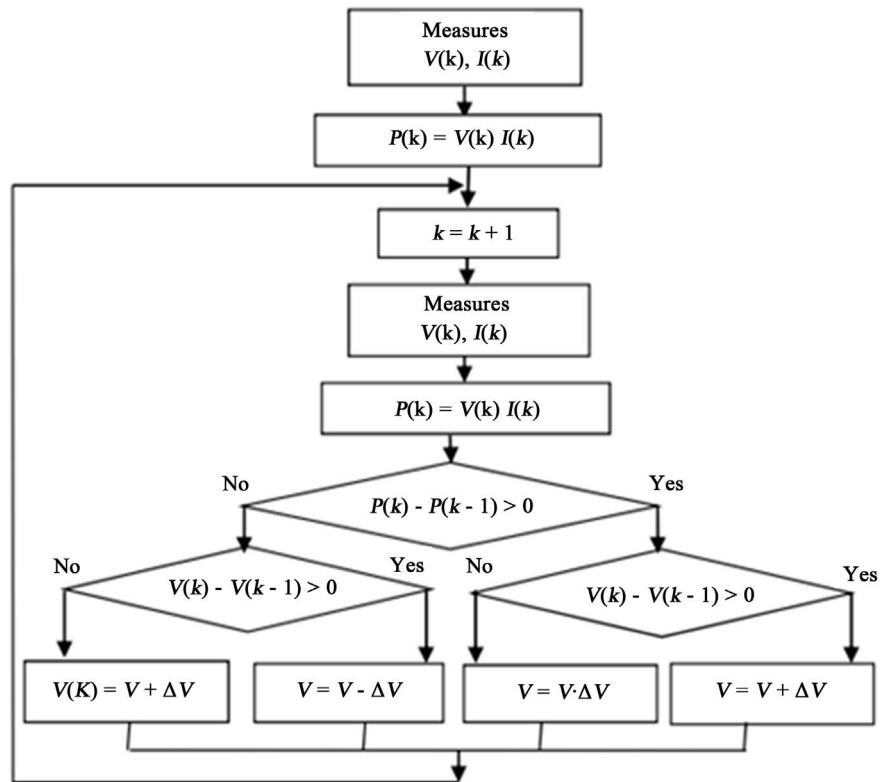 Measures
V(k), I(k)
P(k) = V(k) I(k)
k = k + 1
Measures
V(k), I(k)
P(k) = V(k) I(k)
No
Yes
P(k) - P(k - 1) > 0
No
Yes
No
Yes
V(k) - V(k - 1) > 0
V(k) - V(k - 1) > 0
V(K) = V + ΔV
V = V - ΔV
V = V·ΔV
V = V + ΔV